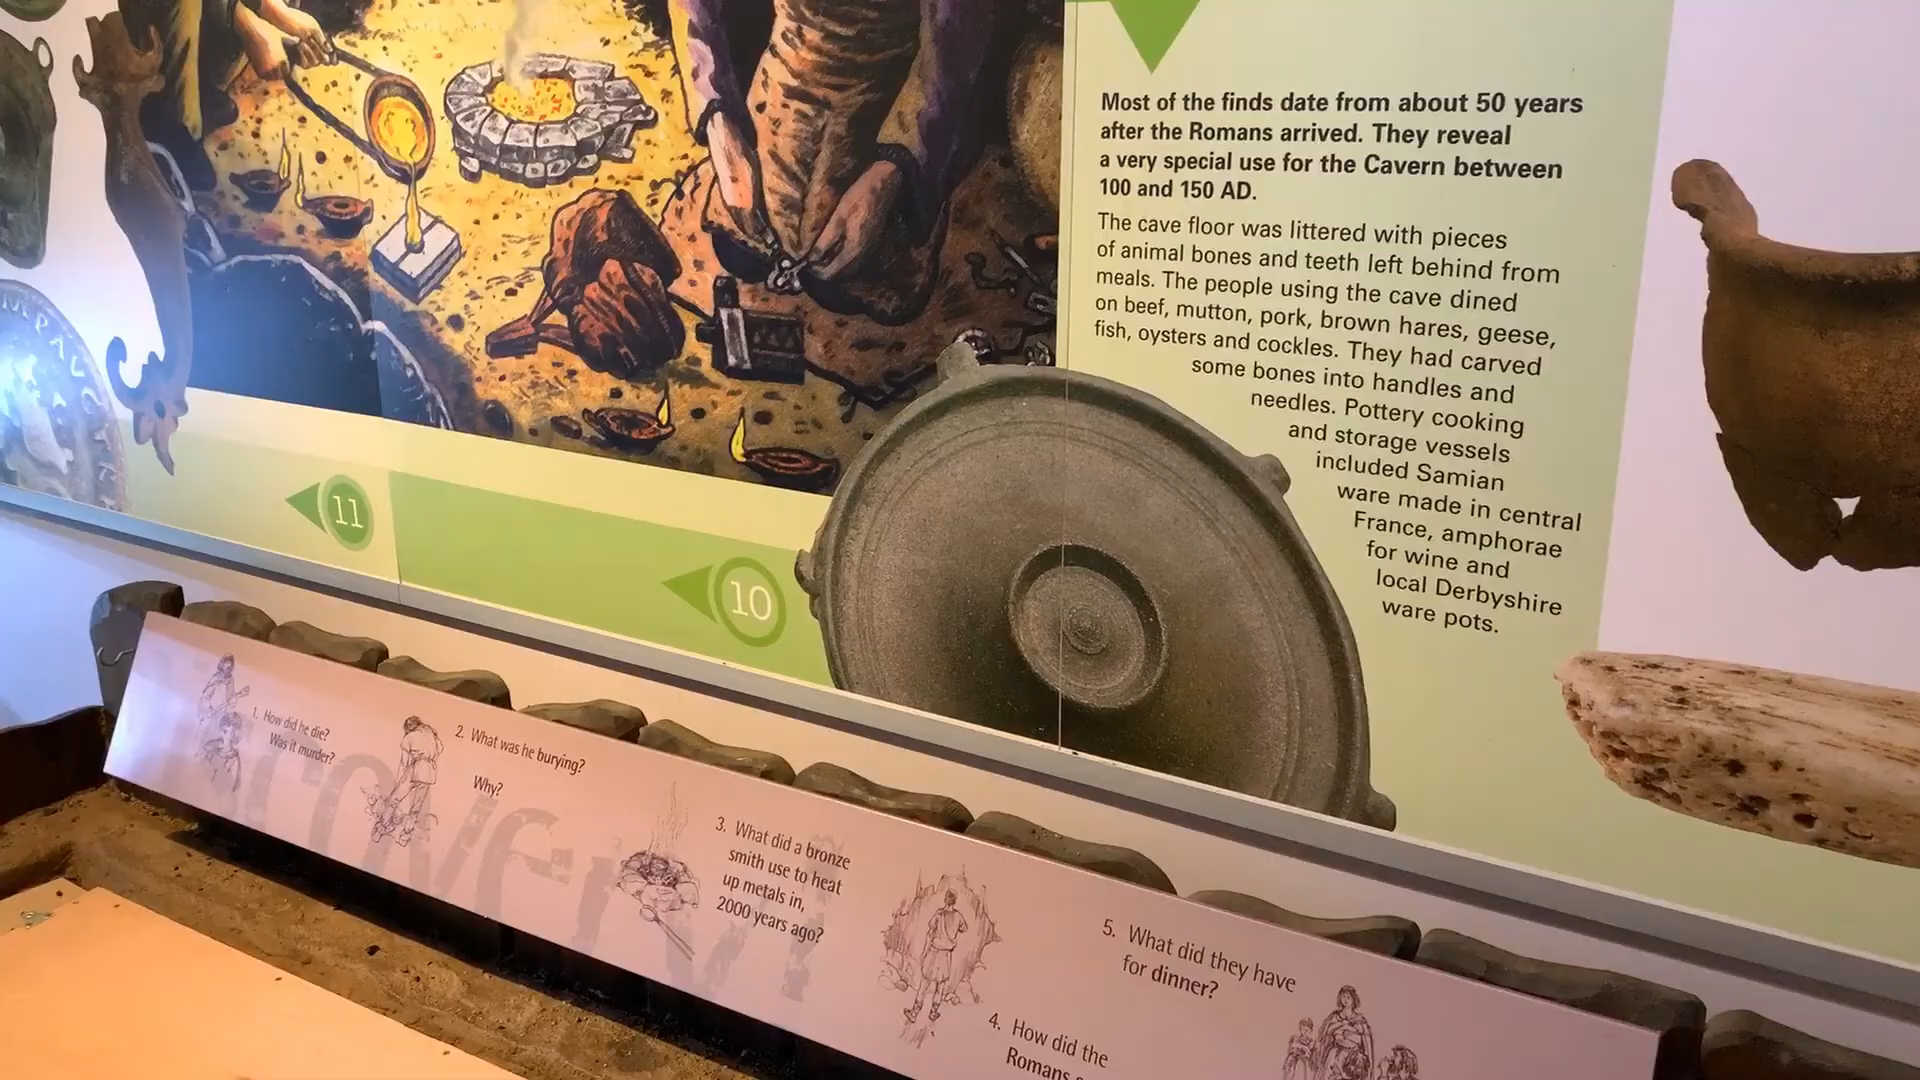 Most of the finds date from about 50 years
after the Romans arrived. They reveal
a very special use for the Cavern between
100 and 150 AD.
The cave floor was littered with pieces
of animal bones and teeth left behind from
meals. The people using the cave dined
on beef, mutton, pork, brown hares, geese,
fish, oysters and cockles. They had carved
some bones into handles and
needles. Pottery cooking
and storage vessels
included Samian
ware made in central
France, amphorae
for wine and
local Derbyshire
ware pots.
11
10
1. How did he die?
Was it murder?
2. What was he burying?
Why?
3. What did a bronze
smith use to heat
up metals in,
2000 years ago?
4. How did the
Romans
5. What did they have
for dinner?